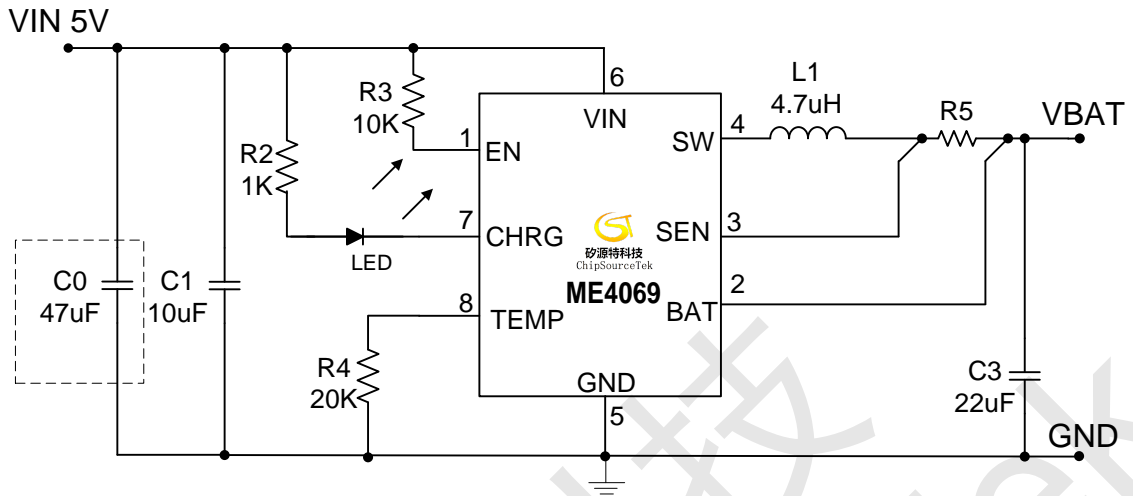 VIN 5V
C0
47uF
C1
10uF
R2
1K
R3
10K
LED
R4
20K
1
EN
7
CHRG
8
TEMP
6
VIN
SW
4
SEN
3
BAT
2
GND
5
矽源特科技
ChipSourceTek
ME4069
L1
4.7uH
R5
VBAT
C3
22uF
GND
技
ek